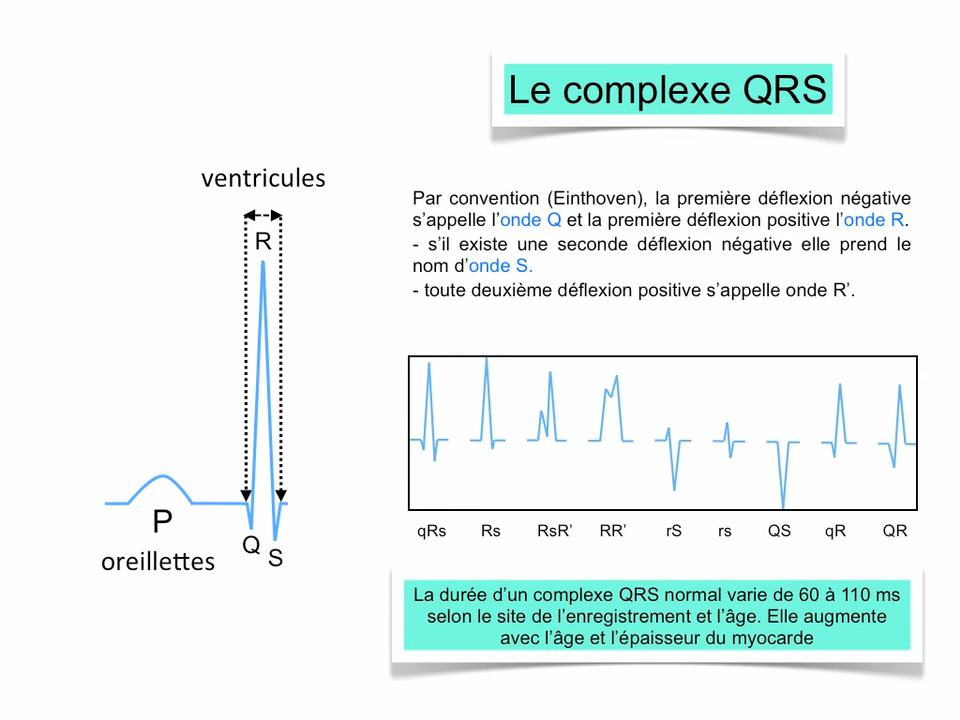 Le complexe QRS
ventricules
R
P
oreillettes
Q
S
Par convention (Einthoven), la première déflexion négative
s’appelle l’onde Q et la première déflexion positive l’onde R.
- s’il existe une seconde déflexion négative elle prend le
nom d’onde S.
- toute deuxième déflexion positive s’appelle onde R’.
qRs Rs RsR’ RR’ rS rs QS qR QR
La durée d’un complexe QRS normal varie de 60 à 110 ms
selon le site de l’enregistrement et l’âge. Elle augmente
avec l’âge et l’épaisseur du myocarde